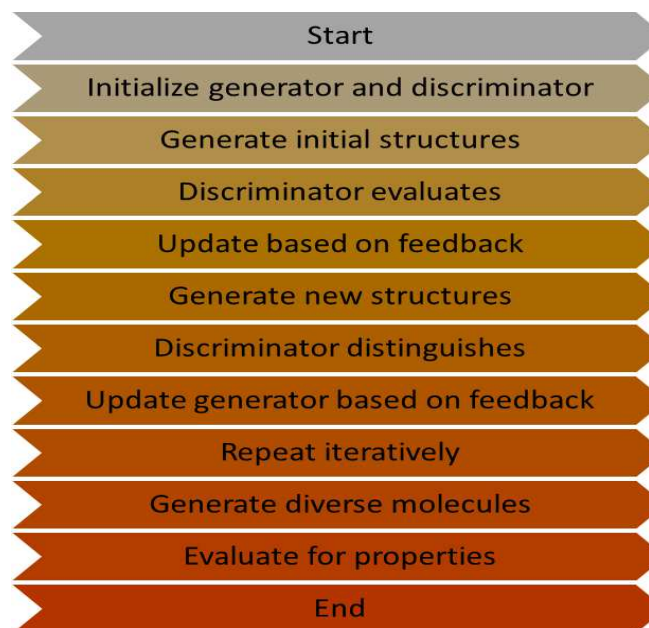 Start
Initialize generator and discriminator
Generate initial structures
Discriminator evaluates
Update based on feedback
Generate new structures
Discriminator distinguishes
Update generator based on feedback
Repeat iteratively
Generate diverse molecules
Evaluate for properties
End